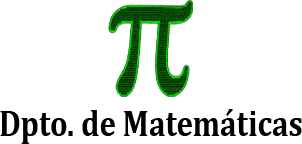 π
Dpto. de Matemáticas